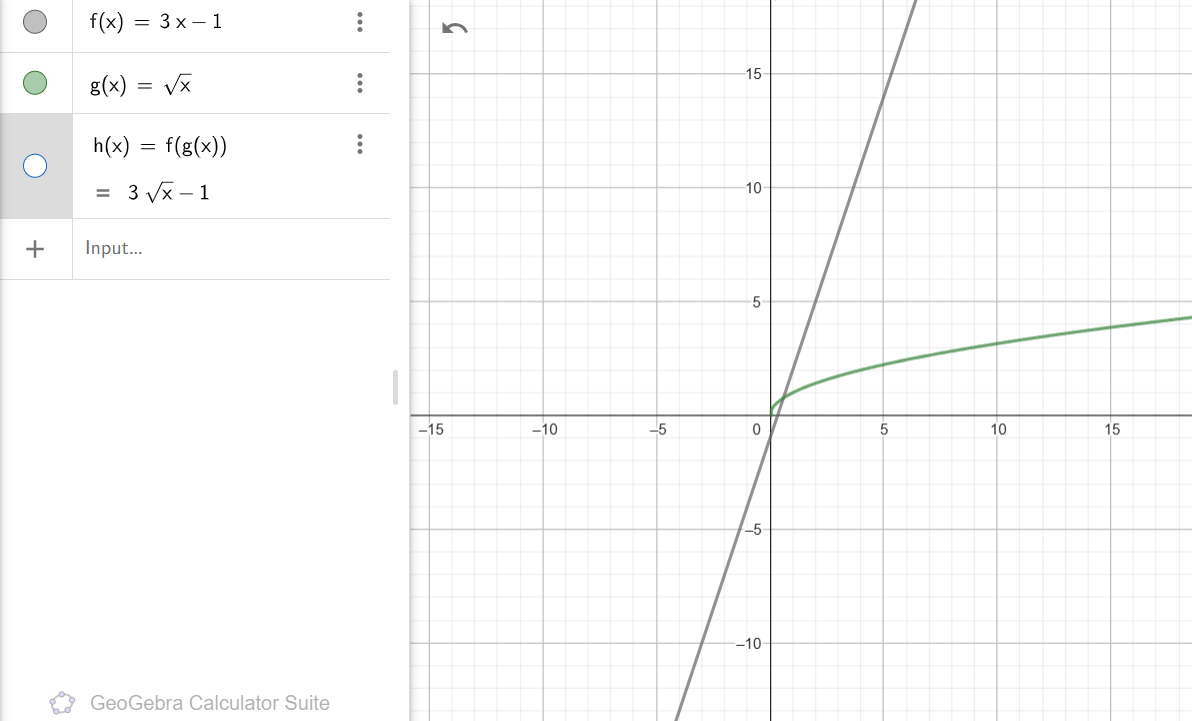 f(x) = 3 x – 1
g(x) = √x
h(x) = f(g(x))
= 3 √x – 1
+ Input...
GeoGebra Calculator Suite
15
10
5
–15 –10 –5 0 5 10 15
–5
–10